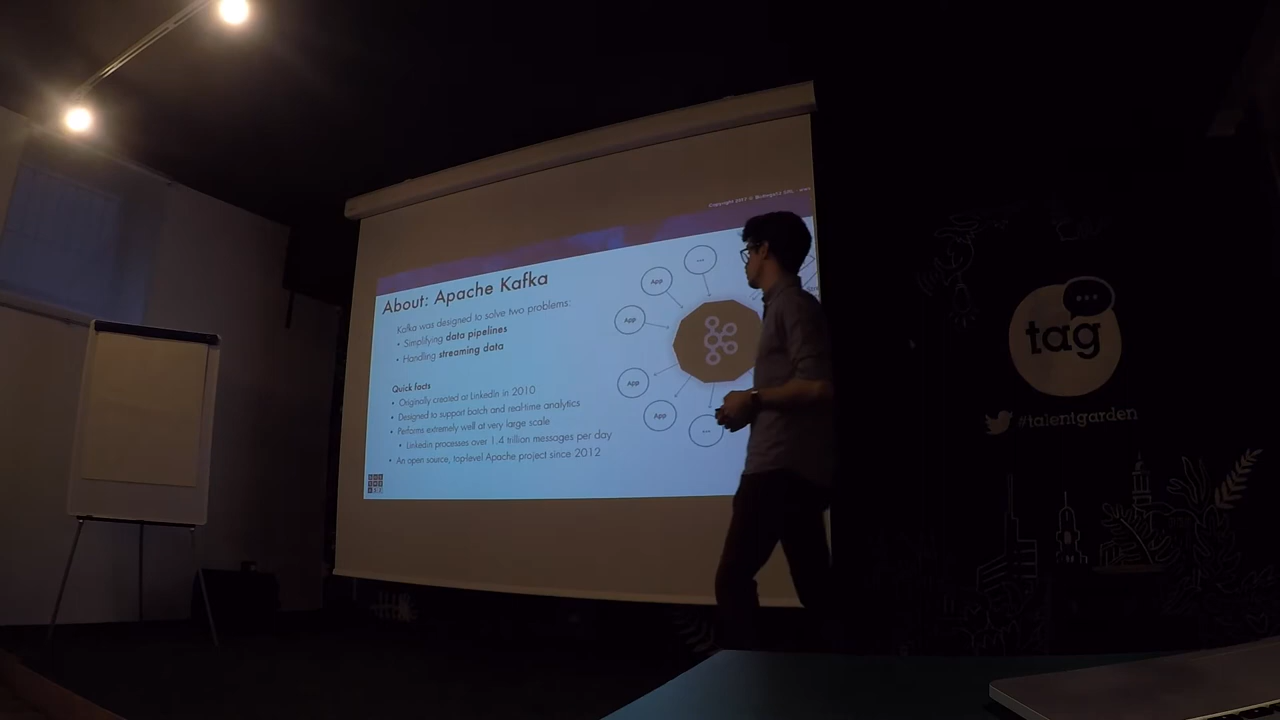 Copyright 2017 ©
About: Apache Kafka
Kafka was designed to solve two problems:
• Simplifying data pipelines
• Handling streaming data
Quick facts
• Originally created at Linkedin in 2010
• Designed to support batch and real-time analytics
• Performs extremely well at very large scale
• Linkedin processes over 1.4 trillion messages per day
• An open source, top-level Apache project since 2012
...
App
App
App
App
...
tag
#talentgarden